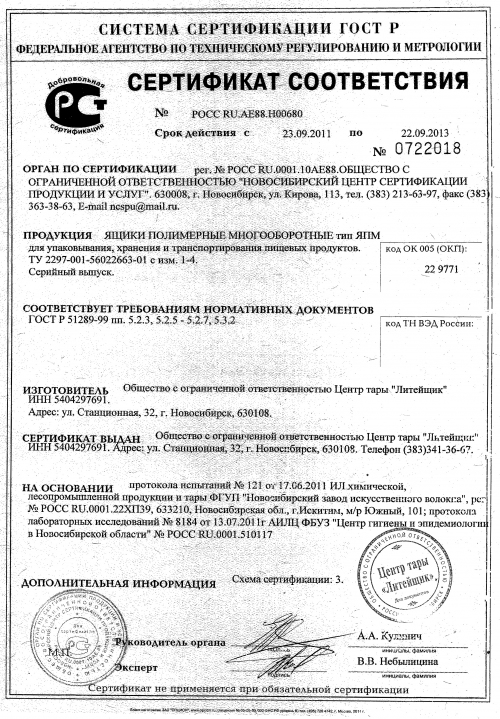 СИСТЕМА СЕРТИФИКАЦИИ ГОСТ Р
ФЕДЕРАЛЬНОЕ АГЕНТСТВО ПО ТЕХНИЧЕСКОМУ РЕГУЛИРОВАНИЮ И МЕТРОЛОГИИ
Добровольная
сертификация
СЕРТИФИКАТ СООТВЕТСТВИЯ
№ РОСС RU.АЕ88.Н00680
Срок действия с 23.09.2011 по 22.09.2013
№ 0722018
ОРГАН ПО СЕРТИФИКАЦИИ рег. № РОСС RU.0001.10АЕ88.ОБЩЕСТВО С
ОГРАНИЧЕННОЙ ОТВЕТСТВЕННОСТЬЮ "НОВОСИБИРСКИЙ ЦЕНТР СЕРТИФИКАЦИИ
ПРОДУКЦИИ И УСЛУГ". 630008, г. Новосибирск, ул. Кирова, 113, тел. (383) 213-63-97, факс (383)
363-38-63, E-mail ncspu@mail.ru.
ПРОДУКЦИЯ ЯЩИКИ ПОЛИМЕРНЫЕ МНОГООБОРОТНЫЕ тип ЯПМ
для упаковывания, хранения и транспортирования пищевых продуктов.
ТУ 2297-001-56022663-01 с изм. 1-4.
Серийный выпуск.
код ОК 005 (ОКП):
22 9771
СООТВЕТСТВУЕТ ТРЕБОВАНИЯМ НОРМАТИВНЫХ ДОКУМЕНТОВ
ГОСТ Р 51289-99 пп. 5.2.3, 5.2.5 - 5.2.7, 5.3.2
код ТН ВЭД России:
ИЗГОТОВИТЕЛЬ Общество с ограниченной ответственностью Центр тары "Литейщик"
ИНН 5404297691.
Адрес: ул. Станционная, 32, г. Новосибирск, 630108.
СЕРТИФИКАТ ВЫДАН Общество с ограниченной ответственностью Центр тары "Литейщик"
ИНН 5404297691. Адрес: ул. Станционная, 32, г. Новосибирск, 630108. Телефон (383)341-36-67.
НА ОСНОВАНИИ протокола испытаний № 121 от 17.06.2011 ИЛ химической,
лесопромышленной продукции и тары ФГУП "Новосибирский завод искусственного волокна", рег.
№ РОСС RU.0001.22ХП39, 633210, Новосибирская обл., г.Искитим, м/р Южный, 101; протокола
лабораторных исследований № 8184 от 13.07.2011г АИЛЦ ФБУЗ "Центр гигиены и эпидемиологии
в Новосибирской области" № РОСС RU.0001.510117
ДОПОЛНИТЕЛЬНАЯ ИНФОРМАЦИЯ Схема сертификации: 3.
Центр тары
«Литейщик»
Для документов
Для
сертификатов
М.П.
Руководитель органа
подпись
инициалы, фамилия
Эксперт
В.В. Небылицина
подпись
инициалы, фамилия
Сертификат не применяется при обязательной сертификации